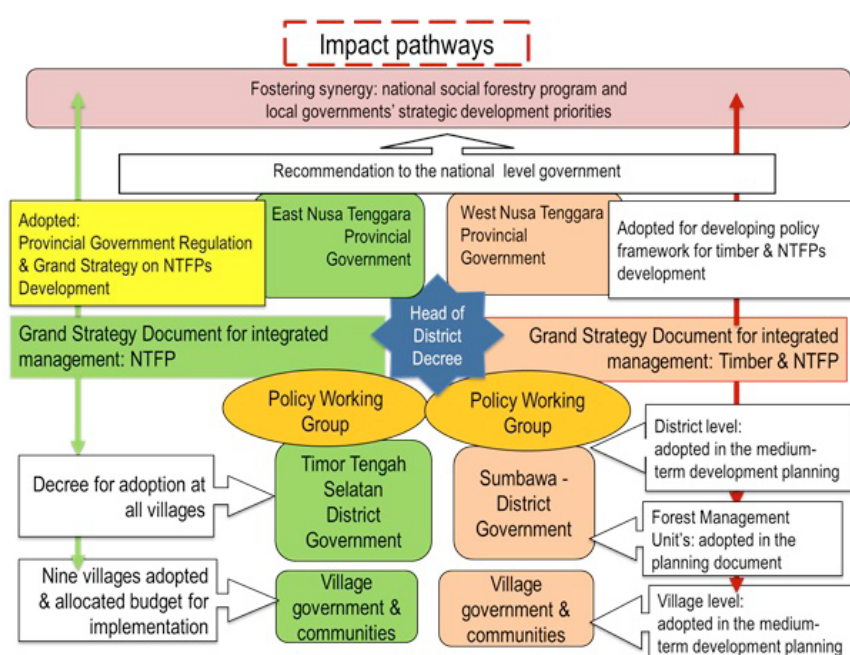 Impact pathways
Fostering synergy: national social forestry program and
local governments' strategic development priorities
Recommendation to the national level government
Adopted:
Provincial Government Regulation
& Grand Strategy on NTFPs
Development
East Nusa Tenggara
Provincial
Government
West Nusa Tenggara
Provincial
Government
Adopted for developing policy
framework for timber & NTFPs
development
Head of
District
Decree
Grand Strategy Document for integrated
management: NTFP
Grand Strategy Document for integrated
management: Timber & NTFP
Policy Working
Group
Policy Working
Group
Decree for adoption at
all villages
Timor Tengah
Selatan
District
Government
Sumbawa -
District
Government
District level:
adopted in the medium-
term development planning
Forest Management
Unit's: adopted in the
planning document
Nine villages adopted
& allocated budget for
implementation
Village
government &
communities
Village
government &
communities
Village level:
adopted in the medium-
term development planning